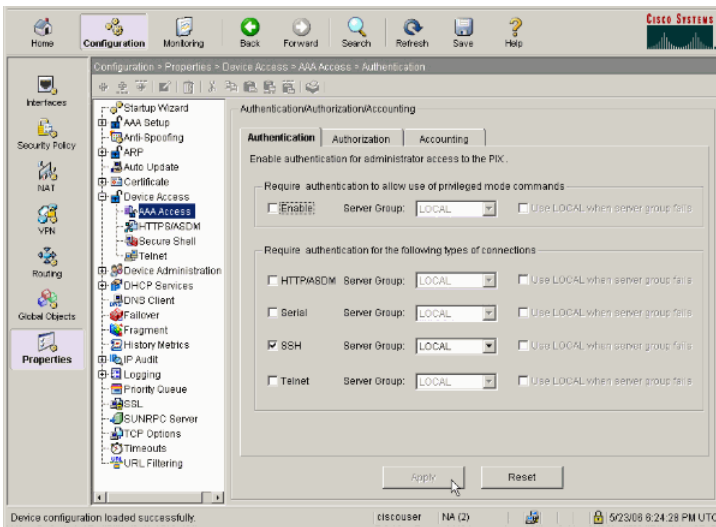 Home
Configuration
Monitoring
Back
Forward
Search
Refresh
Save
Help
CISCO SYSTEMS
Configuration > Properties > Device Access > AAA Access > Authentication
Interfaces
Security Policy
NAT
VPN
Routing
Global Objects
Properties
Startup Wizard
AAA Setup
Anti-Spoofing
ARP
Auto Update
Certificate
Device Access
AAA Access
HTTPS/ASDM
Secure Shell
Telnet
Device Administration
DHCP Services
DNS Client
Failover
Fragment
History Metrics
IP Audit
Logging
Priority Queue
SSL
SUNRPC Server
TCP Options
Timeouts
URL Filtering
Authentication/Authorization/Accounting
Authentication
Authorization
Accounting
Enable authentication for administrator access to the PIX.
Require authentication to allow use of privileged mode commands
Enable Server Group: LOCAL Use LOCAL when server group fails
Require authentication for the following types of connections
HTTP/ASDM Server Group: LOCAL Use LOCAL when server group fails
Serial Server Group: LOCAL Use LOCAL when server group fails
SSH Server Group: LOCAL Use LOCAL when server group fails
Telnet Server Group: LOCAL Use LOCAL when server group fails
Apply
Reset
Device configuration loaded successfully.
ciscouser
NA (2)
5/23/06 6:24:28 PM UTC